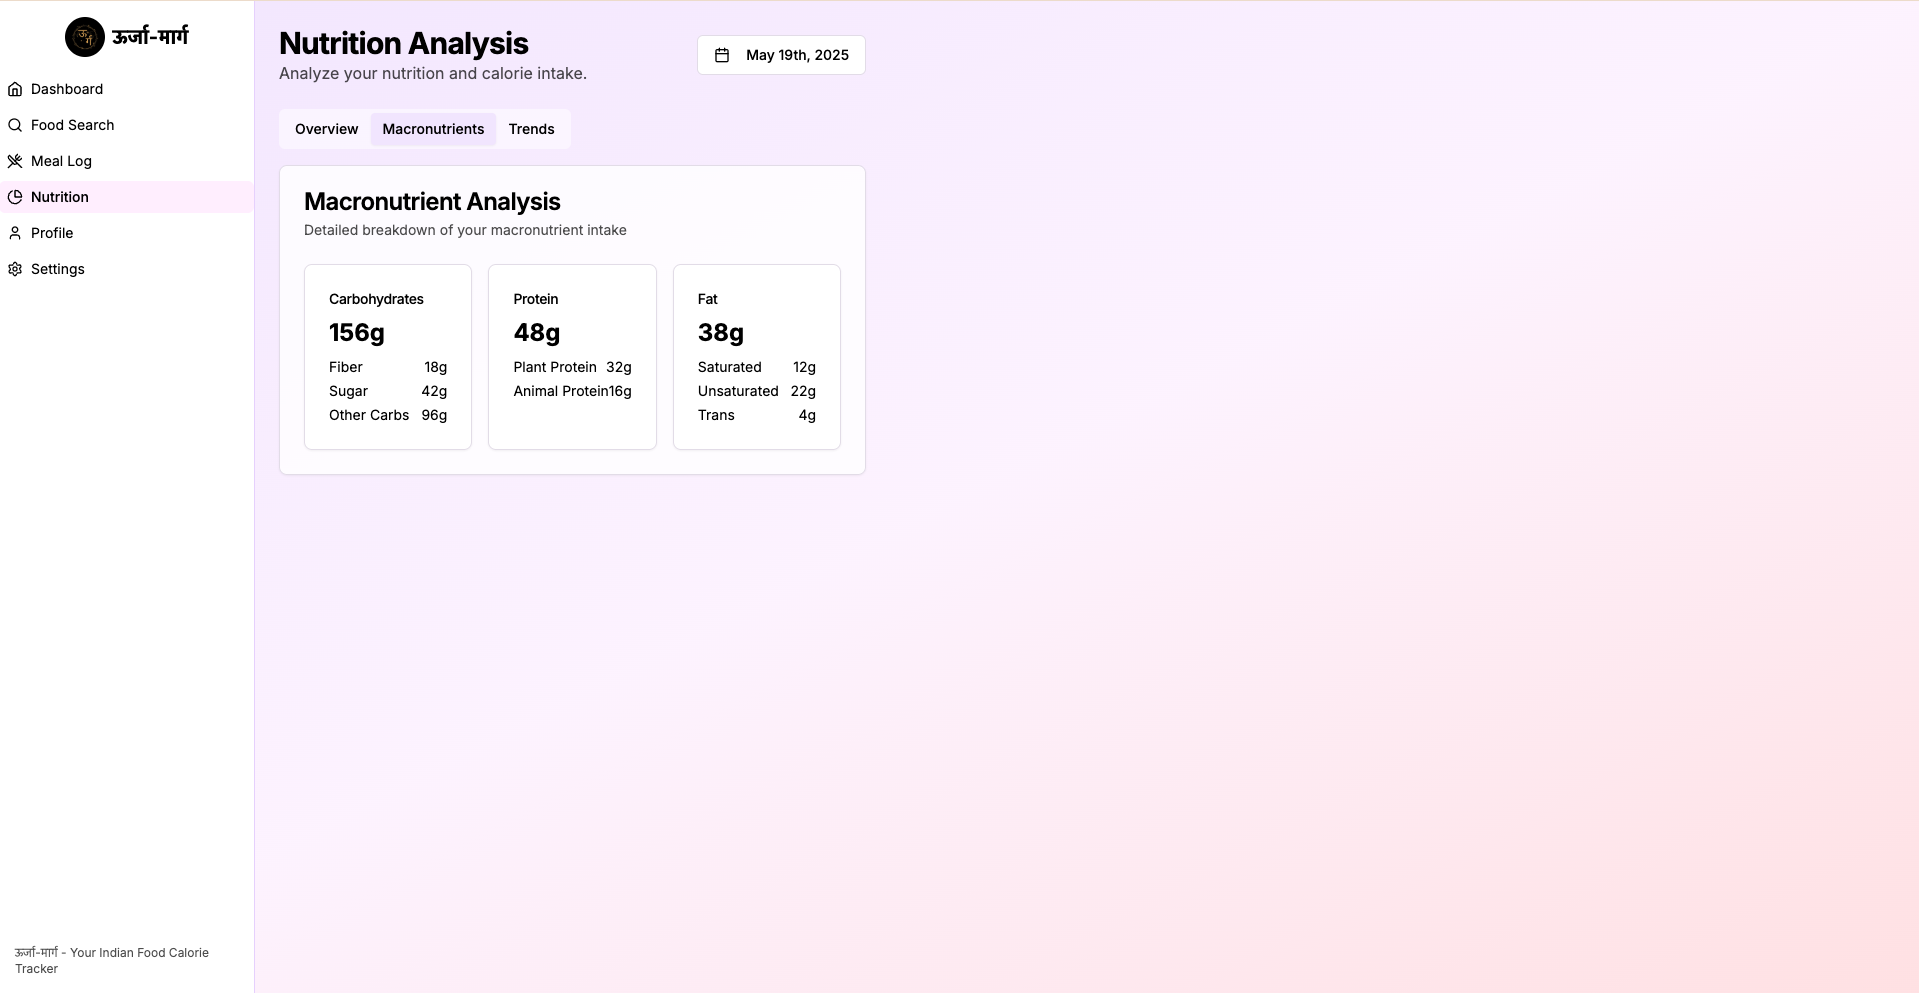 ऊर्जा-मार्ग
Dashboard
Food Search
Meal Log
Nutrition
Profile
Settings
ऊर्जा-मार्ग - Your Indian Food Calorie
Tracker
Nutrition Analysis
Analyze your nutrition and calorie intake.
May 19th, 2025
Overview Macronutrients Trends
Macronutrient Analysis
Detailed breakdown of your macronutrient intake
Carbohydrates
156g
Fiber 18g
Sugar 42g
Other Carbs 96g
Protein
48g
Plant Protein 32g
Animal Protein16g
Fat
38g
Saturated 12g
Unsaturated 22g
Trans 4g